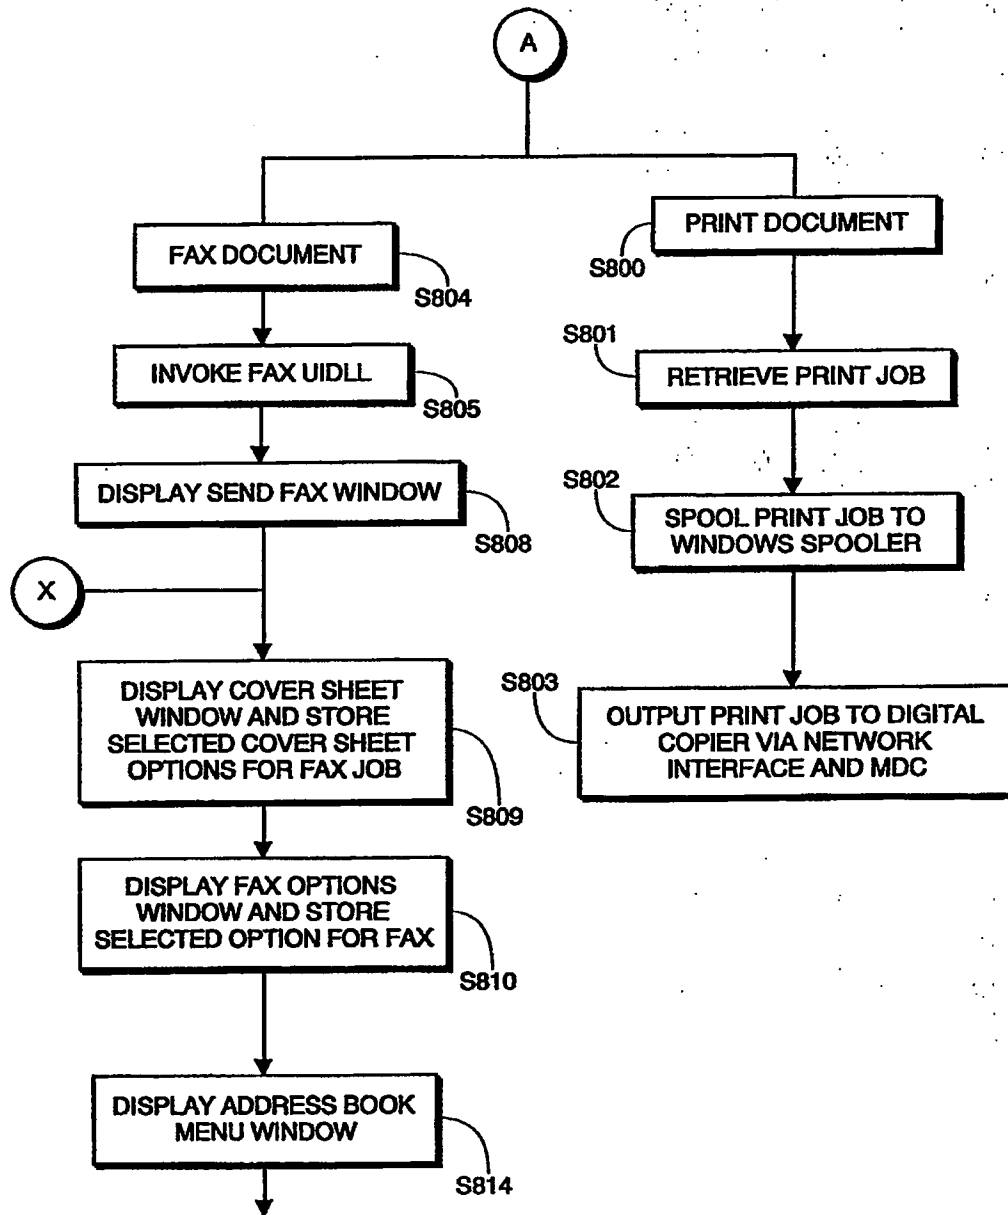 A
FAX DOCUMENT
S804
INVOKE FAX UIDLL
S805
DISPLAY SEND FAX WINDOW
S808
X
DISPLAY COVER SHEET
WINDOW AND STORE
SELECTED COVER SHEET
OPTIONS FOR FAX JOB
S809
DISPLAY FAX OPTIONS
WINDOW AND STORE
SELECTED OPTION FOR FAX
S810
DISPLAY ADDRESS BOOK
MENU WINDOW
S814
PRINT DOCUMENT
S800
S801
RETRIEVE PRINT JOB
S802
SPOOL PRINT JOB TO
WINDOWS SPOOLER
S803
OUTPUT PRINT JOB TO DIGITAL
COPIER VIA NETWORK
INTERFACE AND MDC